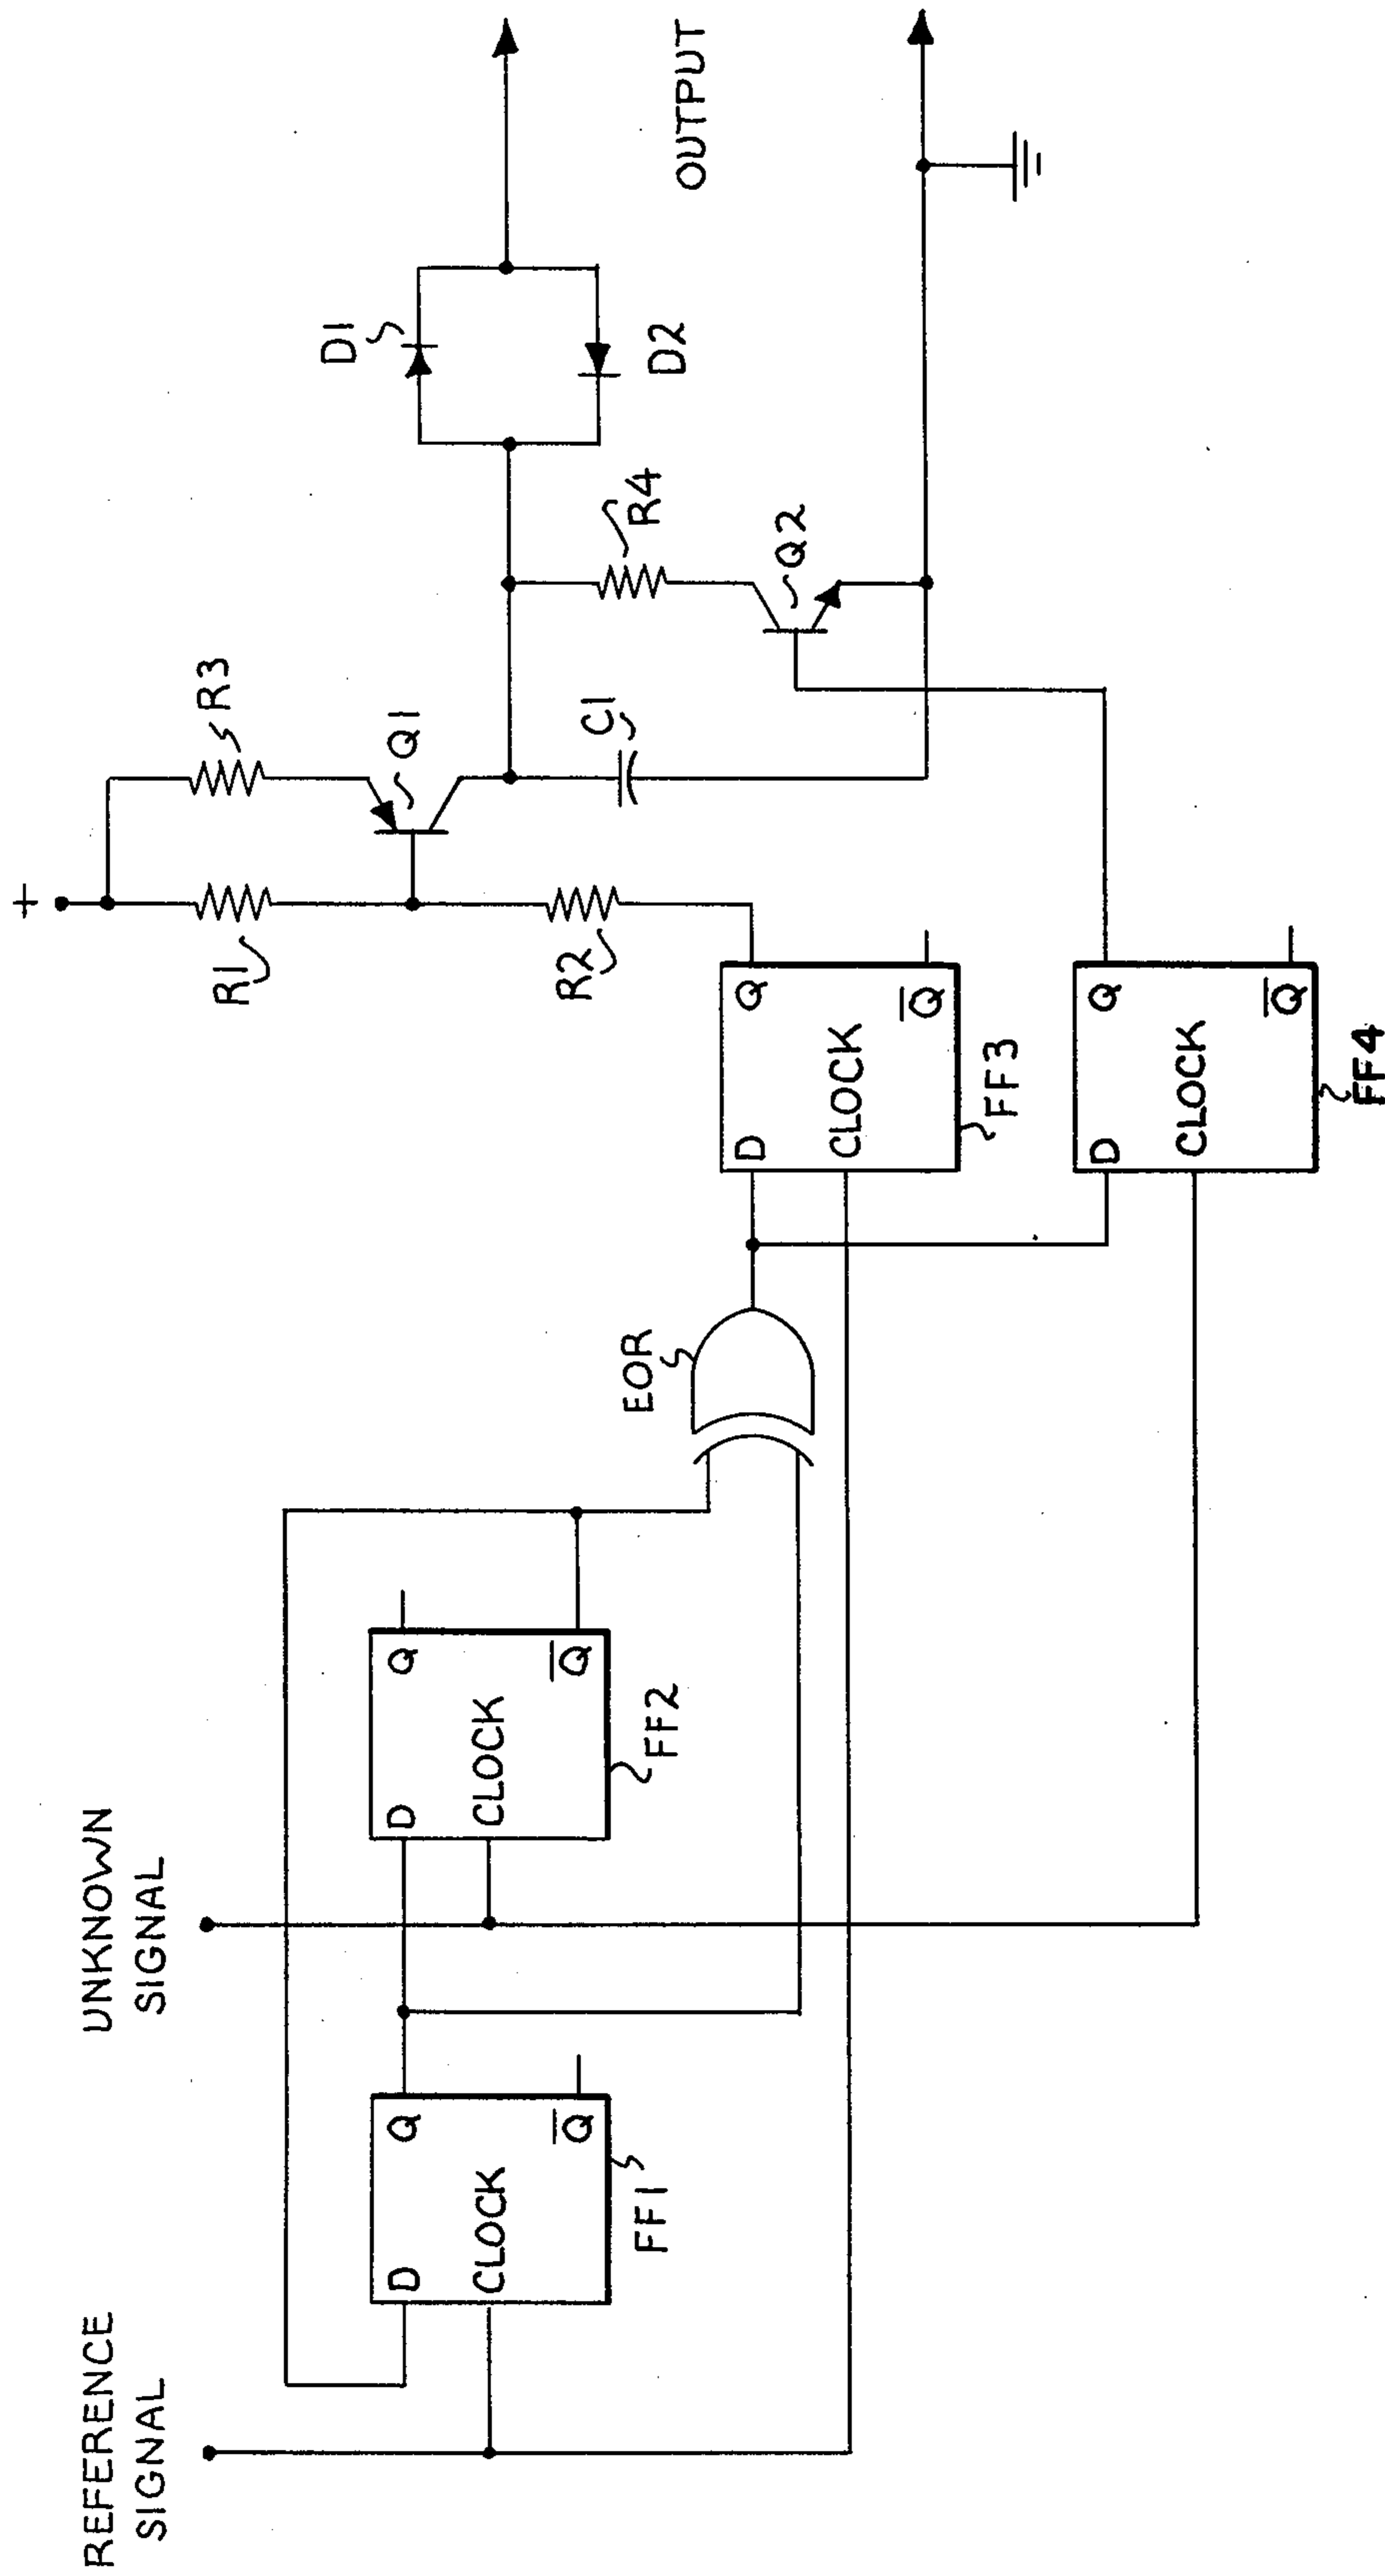 REFERENCE
SIGNAL
UNKNOWN
SIGNAL
D
Q
CLOCK
Q̅
FF1
D
Q
CLOCK
Q̅
FF2
EOR
D
Q
CLOCK
Q̅
FF3
D
Q
CLOCK
Q̅
FF4
+
R1
R2
R3
Q1
C1
R4
Q2
D1
D2
OUTPUT